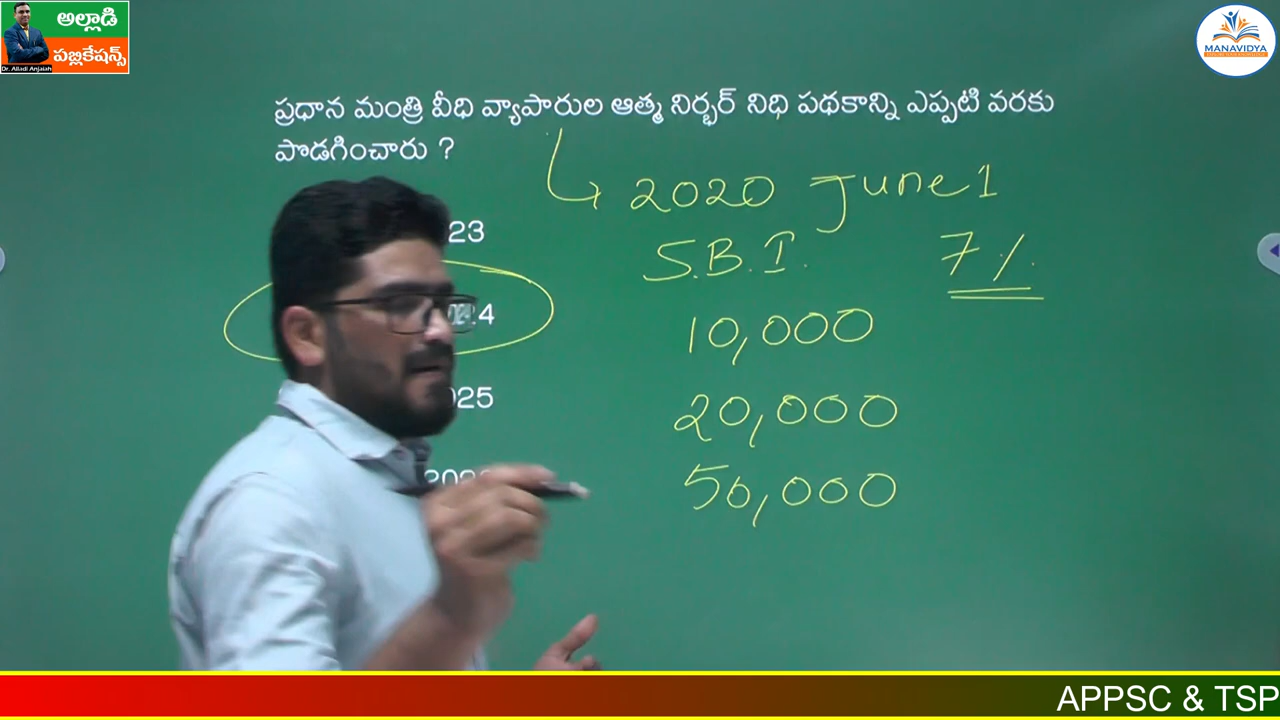 అల్లాడి
పబ్లికేషన్స్
Dr. Alladi Anjaiah
MANAVIDYA
ప్రధాన మంత్రి వీధి వ్యాపారుల ఆత్మ నిర్భర్ నిధి పథకాన్ని ఎప్పటి వరకు
పొడగించారు ?
2020 June 1
23
S.B.I. 7%
24
10,000
25
20,000
50,000
APPSC & TSP